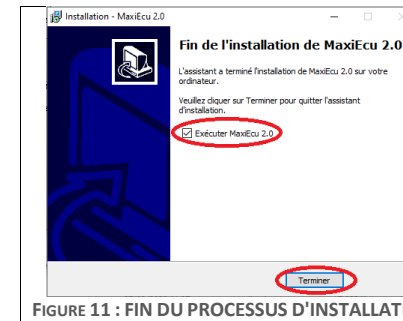 Installation - MaxiEcu 2.0
Fin de l'installation de MaxiEcu 2.0
L'assistant a terminé l'installation de MaxiEcu 2.0 sur votre
ordinateur.
Veuillez cliquer sur Terminer pour quitter l'assistant
d'installation.
Exécuter MaxiEcu 2.0
Terminer
FIGURE 11 : FIN DU PROCESSUS D'INSTALLATI